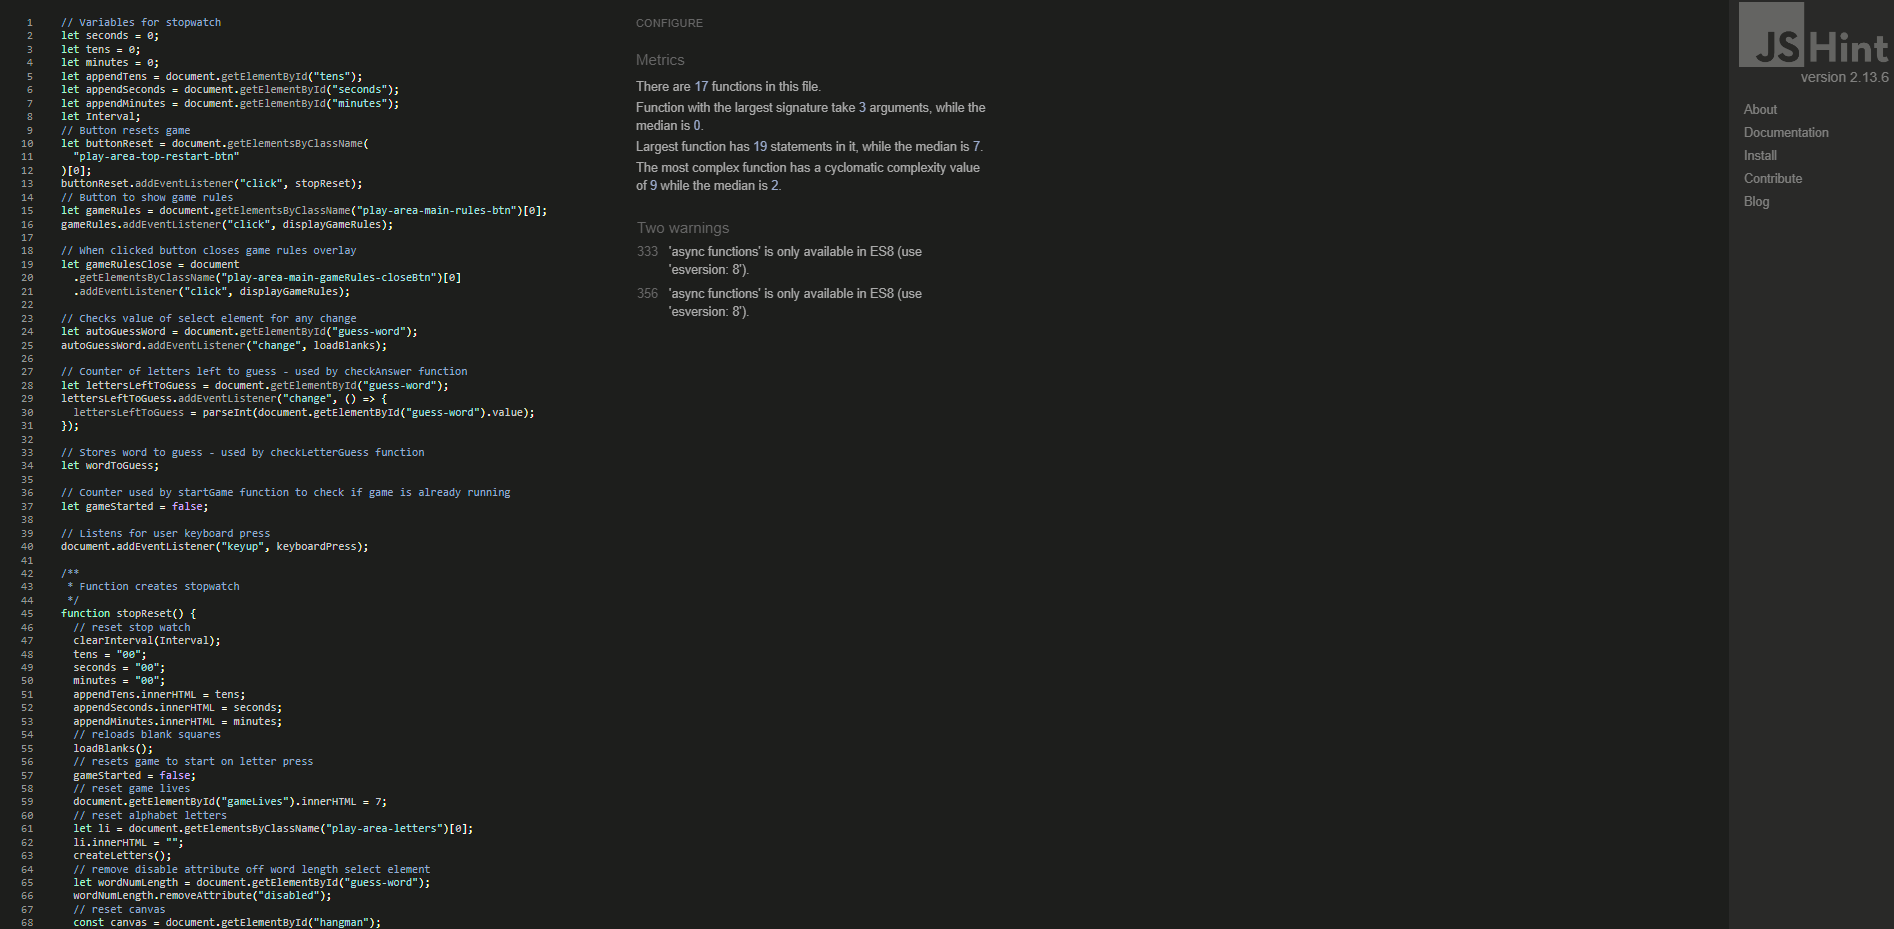 1 // Variables for stopwatch
2 let seconds = 0;
3 let tens = 0;
4 let minutes = 0;
5 let appendTens = document.getElementById("tens");
6 let appendSeconds = document.getElementById("seconds");
7 let appendMinutes = document.getElementById("minutes");
8 let Interval;
9 // Button resets game
10 let buttonReset = document.getElementsByClassName(
11   "play-area-top-restart-btn"
12 )[0];
13 buttonReset.addEventListener("click", stopReset);
14 // Button to show game rules
15 let gameRules = document.getElementsByClassName("play-area-main-rules-btn")[0];
16 gameRules.addEventListener("click", displayGameRules);
17
18 // When clicked button closes game rules overlay
19 let gameRulesClose = document
20   .getElementsByClassName("play-area-main-gameRules-closeBtn")[0]
21   .addEventListener("click", displayGameRules);
22
23 // Checks value of select element for any change
24 let autoGuessWord = document.getElementById("guess-word");
25 autoGuessWord.addEventListener("change", loadBlanks);
26
27 // Counter of letters left to guess - used by checkAnswer function
28 let lettersLeftToGuess = document.getElementById("guess-word");
29 lettersLeftToGuess.addEventListener("change", () => {
30   lettersLeftToGuess = parseInt(document.getElementById("guess-word").value);
31 });
32
33 // Stores word to guess - used by checkLetterGuess function
34 let wordToGuess;
35
36 // Counter used by startGame function to check if game is already running
37 let gameStarted = false;
38
39 // Listens for user keyboard press
40 document.addEventListener("keyup", keyboardPress);
41
42 /**
43  * Function creates stopwatch
44  */
45 function stopReset() {
46   // reset stop watch
47   clearInterval(Interval);
48   tens = "00";
49   seconds = "00";
50   minutes = "00";
51   appendTens.innerHTML = tens;
52   appendSeconds.innerHTML = seconds;
53   appendMinutes.innerHTML = minutes;
54   // reloads blank squares
55   loadBlanks();
56   // resets game to start on letter press
57   gameStarted = false;
58   // reset game lives
59   document.getElementById("gameLives").innerHTML = 7;
60   // reset alphabet letters
61   let li = document.getElementsByClassName("play-area-letters")[0];
62   li.innerHTML = "";
63   createLetters();
64   // remove disable attribute off word length select element
65   let wordNumLength = document.getElementById("guess-word");
66   wordNumLength.removeAttribute("disabled");
67   // reset canvas
68   const canvas = document.getElementById("hangman");
CONFIGURE
Metrics
There are 17 functions in this file.
Function with the largest signature take 3 arguments, while the
median is 0.
Largest function has 19 statements in it, while the median is 7.
The most complex function has a cyclomatic complexity value
of 9 while the median is 2.
Two warnings
333 'async functions' is only available in ES8 (use
'esversion: 8').
356 'async functions' is only available in ES8 (use
'esversion: 8').
JSHint
version 2.13.6
About
Documentation
Install
Contribute
Blog